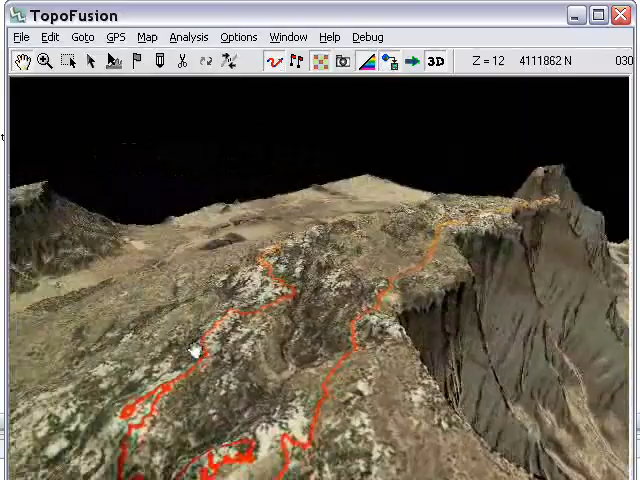 TopoFusion
File Edit Goto GPS Map Analysis Options Window Help Debug
3D Z = 12 4111862 N 030
t